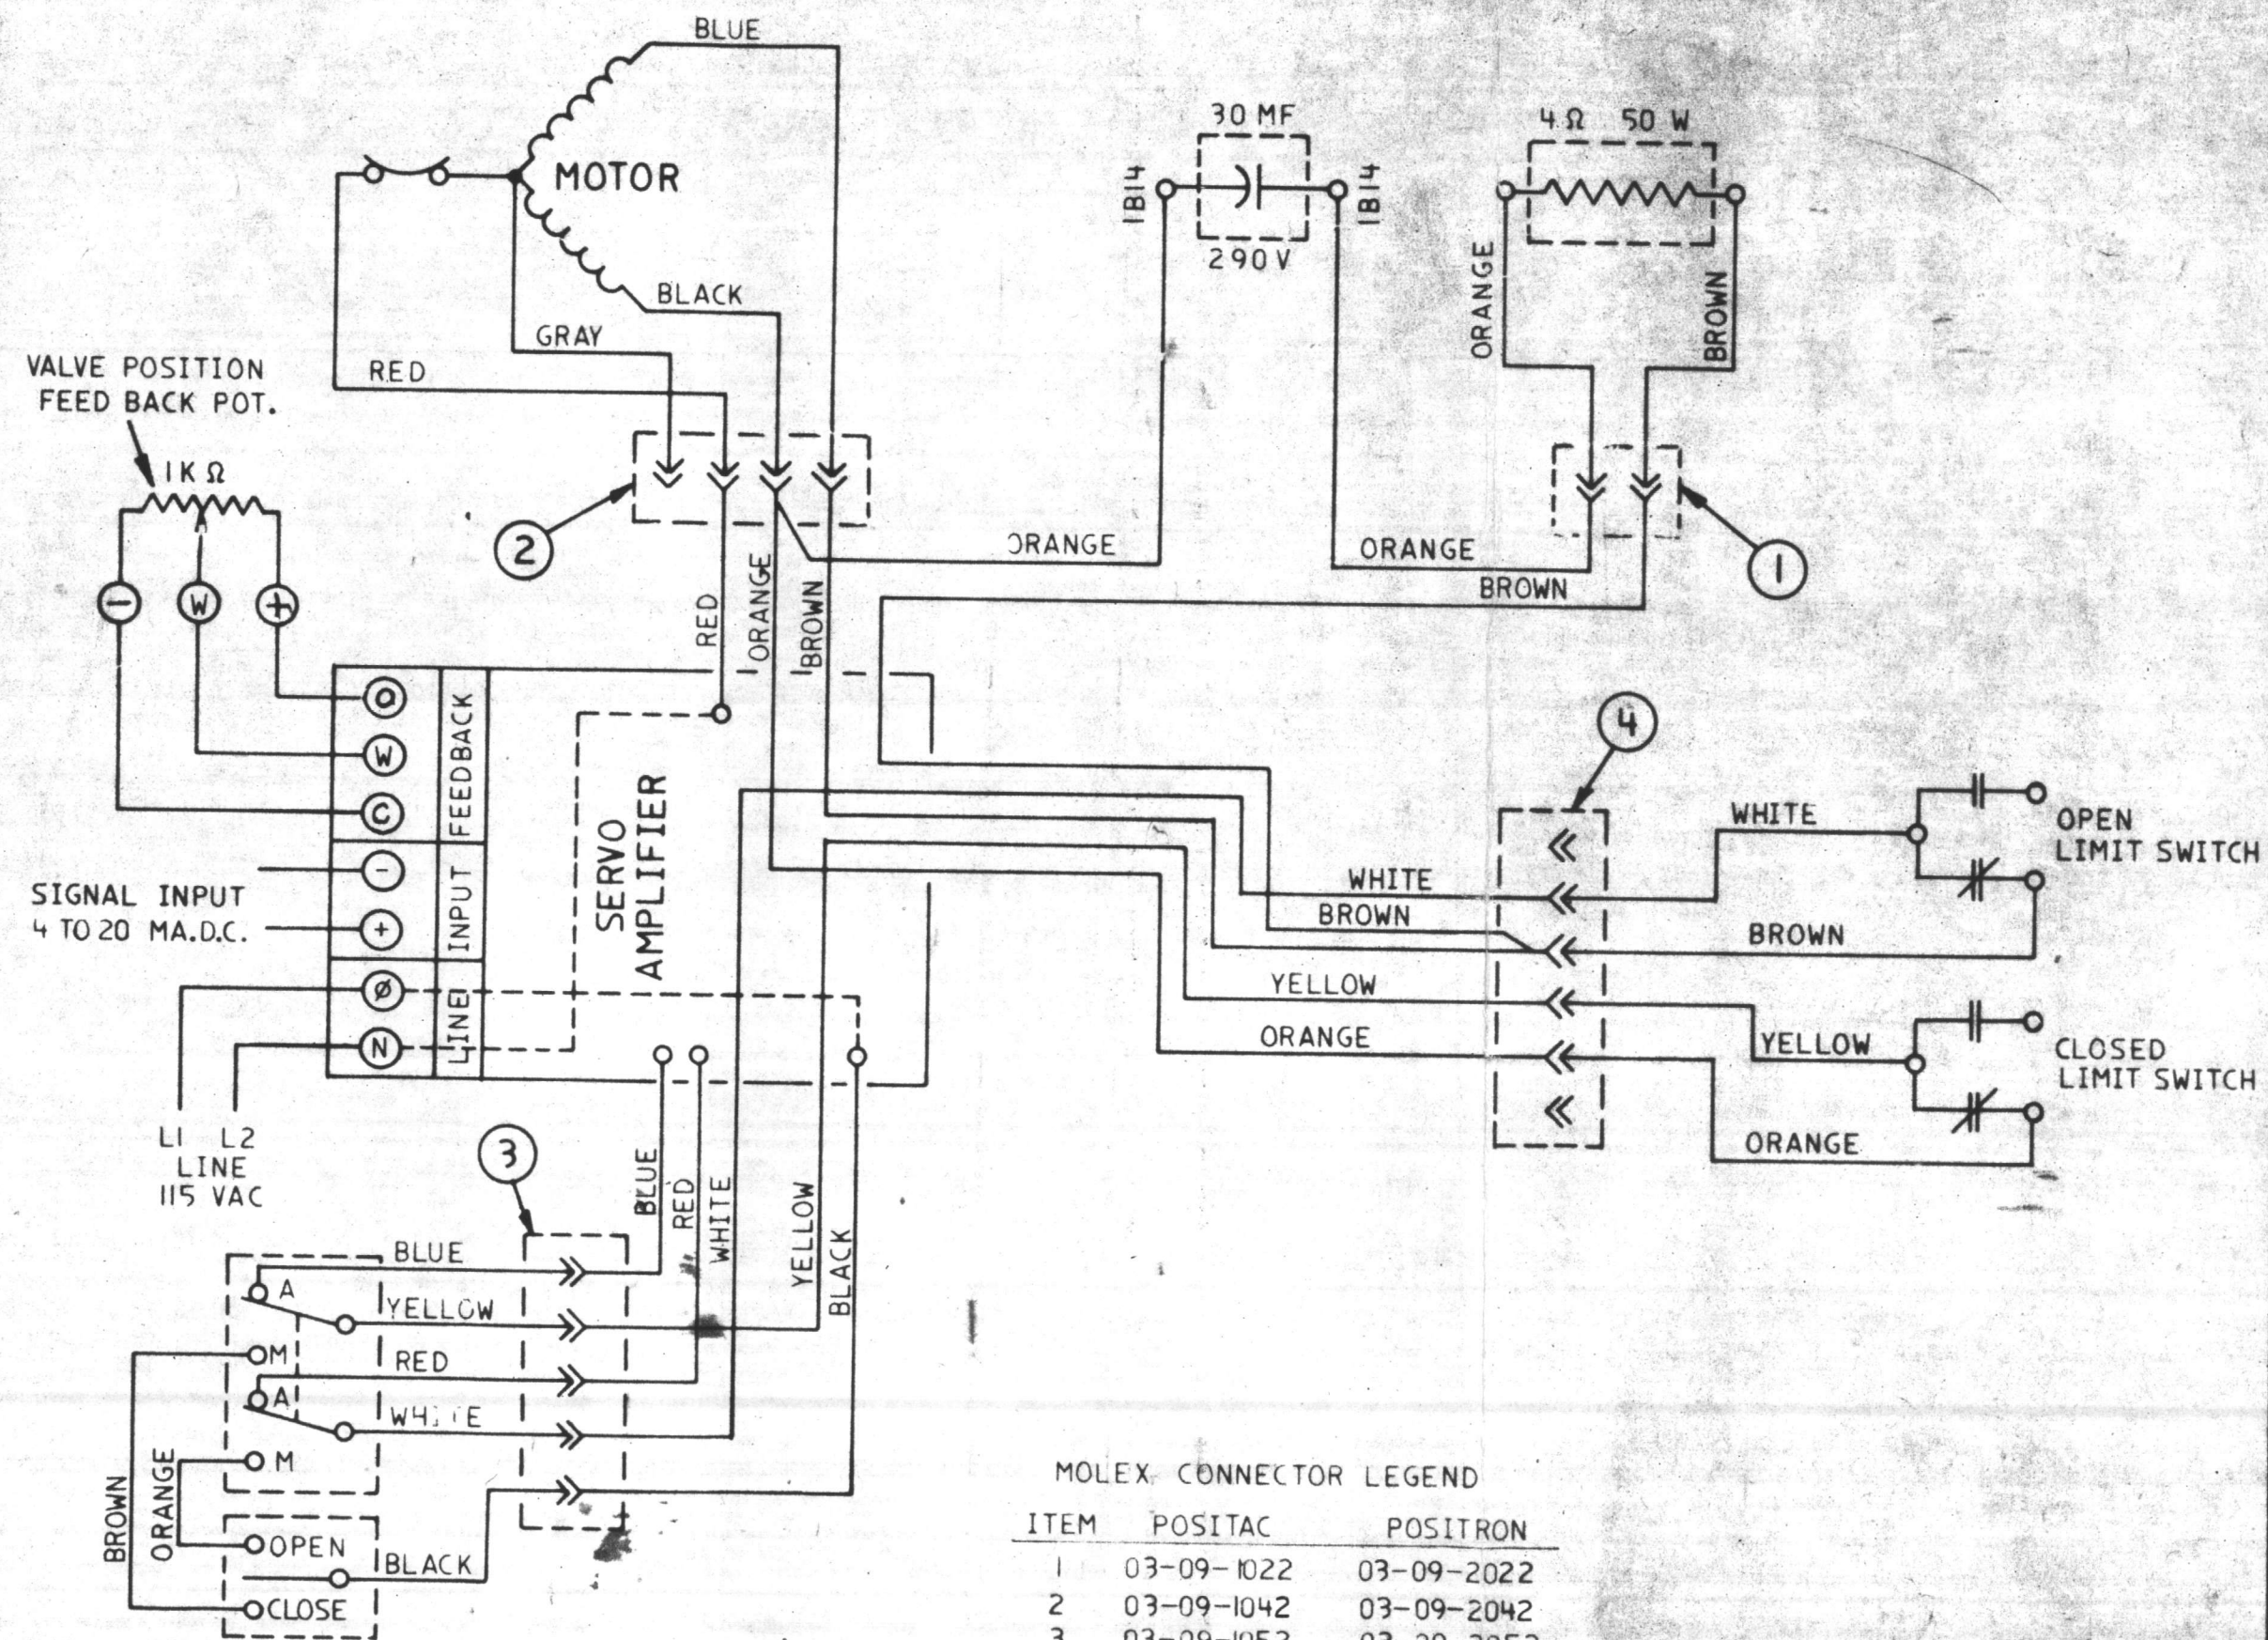 BLUE
30 MF
4Ω 50 W
MOTOR
1B14
1B14
290V
ORANGE
BROWN
BLACK
GRAY
RED
VALVE POSITION
FEED BACK POT.
1K Ω
2
ORANGE
ORANGE
BROWN
1
RED
ORANGE
BROWN
- W +
O
W
C
FEEDBACK
-
+
INPUT
Ø
N
LINE
SERVO
AMPLIFIER
SIGNAL INPUT
4 TO 20 MA.D.C.
4
WHITE
OPEN
LIMIT SWITCH
WHITE
BROWN
BROWN
YELLOW
ORANGE
YELLOW
CLOSED
LIMIT SWITCH
ORANGE
L1 L2
LINE
115 VAC
3
BLUE
RED
WHITE
YELLOW
BLACK
BLUE
A
YELLOW
M
RED
A
WHITE
M
BROWN
ORANGE
OPEN
BLACK
CLOSE
MOLEX CONNECTOR LEGEND
ITEM POSITAC POSITRON
1 03-09-1022 03-09-2022
2 03-09-1042 03-09-2042
3